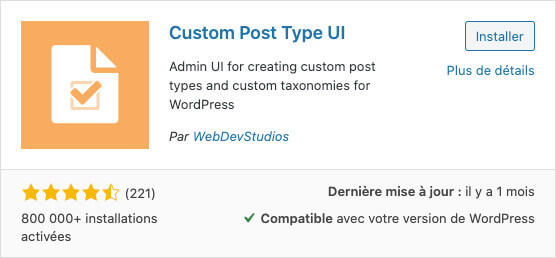 Custom Post Type UI
Installer
Admin UI for creating custom post
types and custom taxonomies for
WordPress
Plus de détails
Par WebDevStudios
(221)
Dernière mise à jour : il y a 1 mois
800 000+ installations
activées
Compatible avec votre version de WordPress